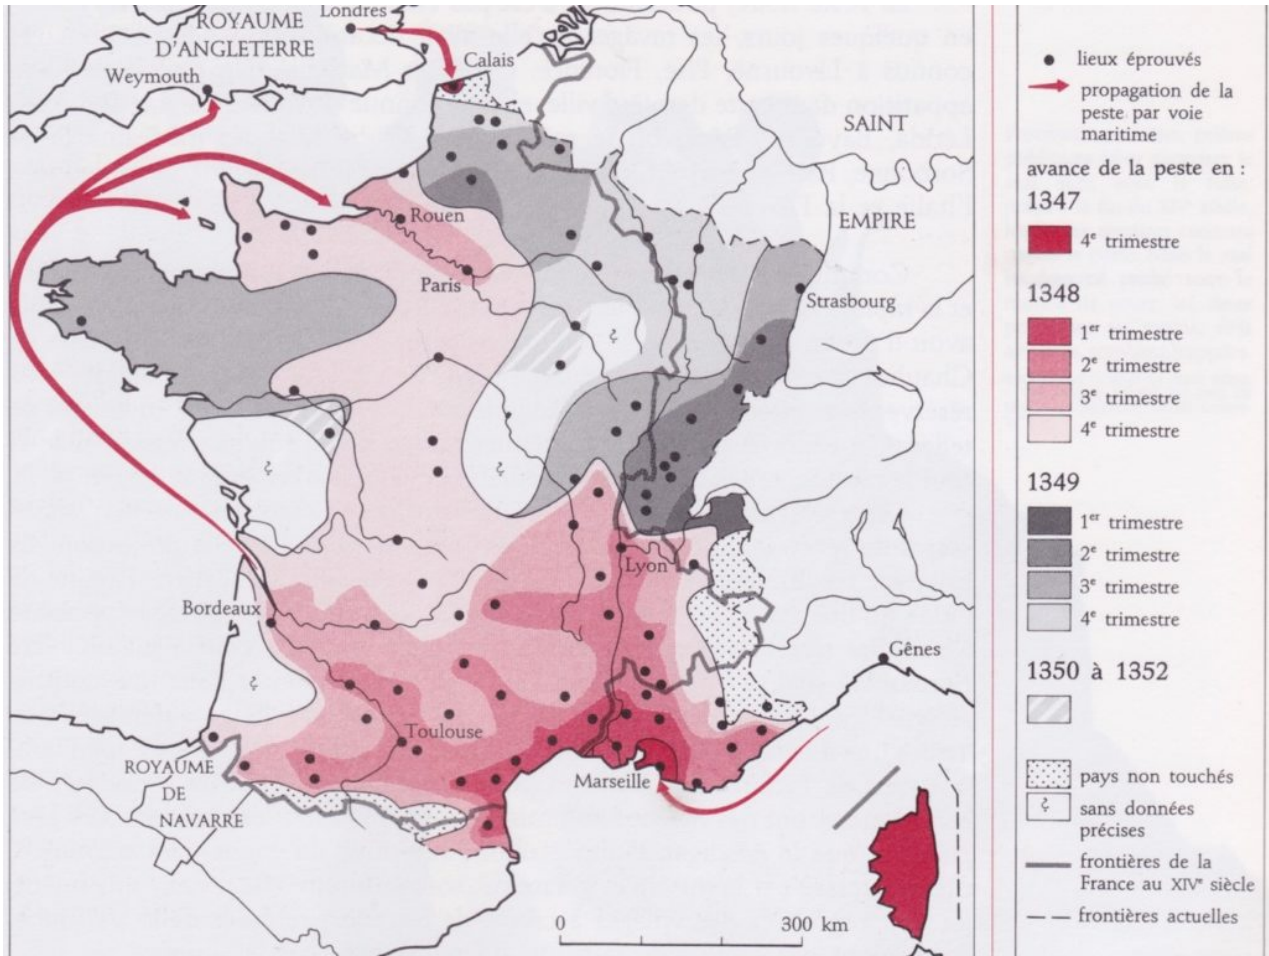 Londres
ROYAUME
D'ANGLETERRE
Weymouth
Calais
SAINT
EMPIRE
Rouen
Paris
Strasbourg
?
?
?
Lyon
?
Bordeaux
?
Gênes
Toulouse
Marseille
ROYAUME
DE
NAVARRE
0 300 km
lieux éprouvés
propagation de la
peste par voie
maritime
avance de la peste en :
1347
4e trimestre
1348
1er trimestre
2e trimestre
3e trimestre
4e trimestre
1349
1er trimestre
2e trimestre
3e trimestre
4e trimestre
1350 à 1352
pays non touchés
? sans données
précises
frontières de la
France au XIVe siècle
frontières actuelles